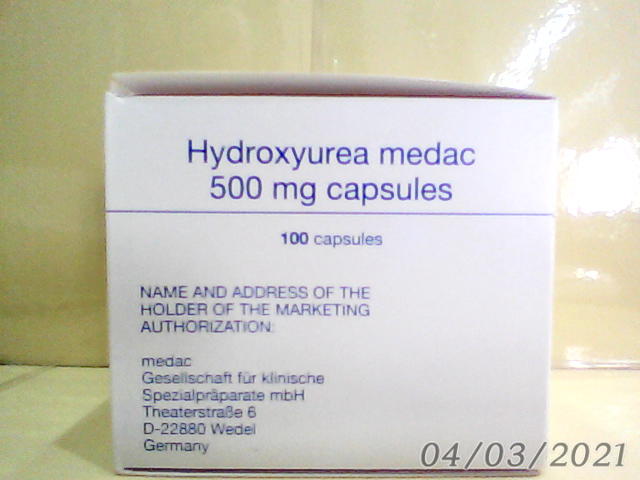 Hydroxyurea medac
500 mg capsules
100 capsules
NAME AND ADDRESS OF THE
HOLDER OF THE MARKETING
AUTHORIZATION:
medac
Gesellschaft für klinische
Spezialpräparate mbH
Theaterstraße 6
D-22880 Wedel
Germany
04/03/2021